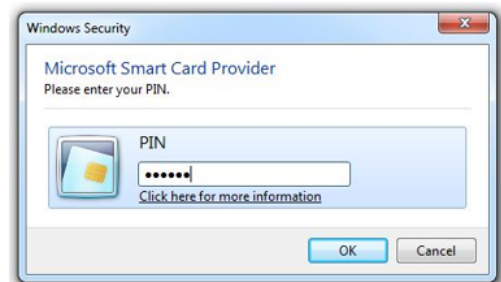 Windows Security
Microsoft Smart Card Provider
Please enter your PIN.
PIN
••••••
Click here for more information
OK
Cancel